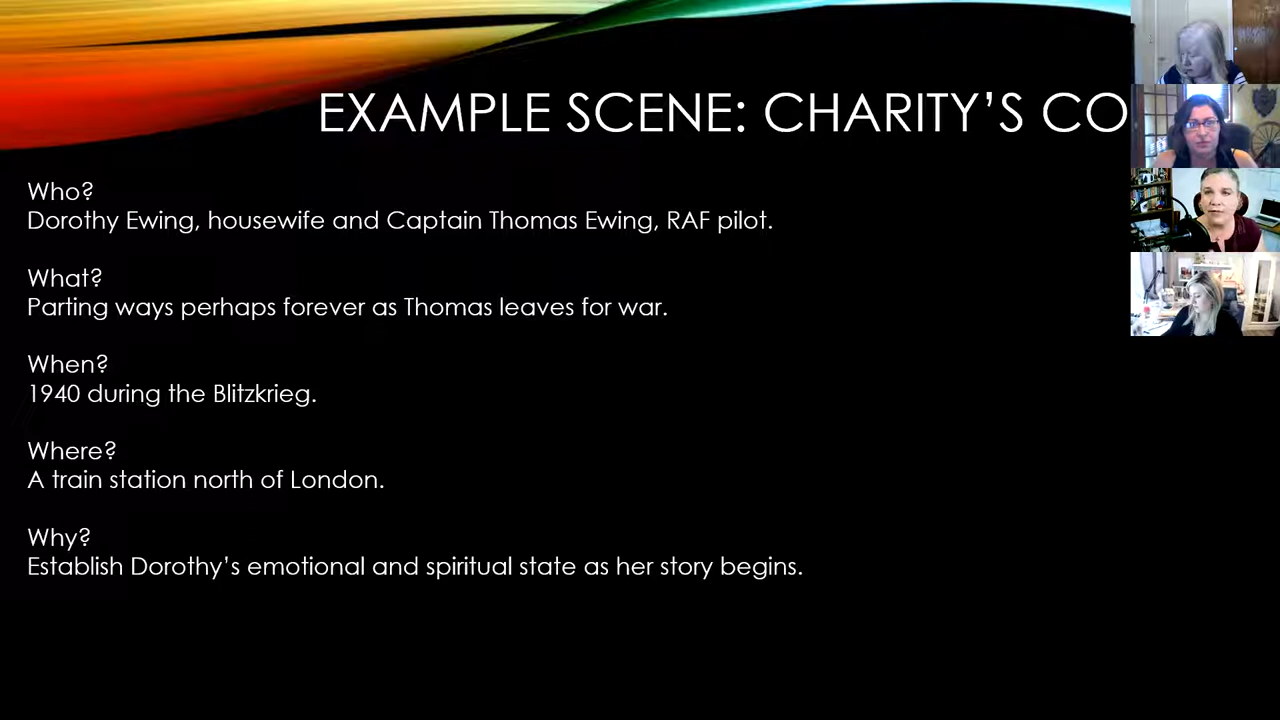 EXAMPLE SCENE: CHARITY'S CO
Who?
Dorothy Ewing, housewife and Captain Thomas Ewing, RAF pilot.
What?
Parting ways perhaps forever as Thomas leaves for war.
When?
1940 during the Blitzkrieg.
Where?
A train station north of London.
Why?
Establish Dorothy's emotional and spiritual state as her story begins.